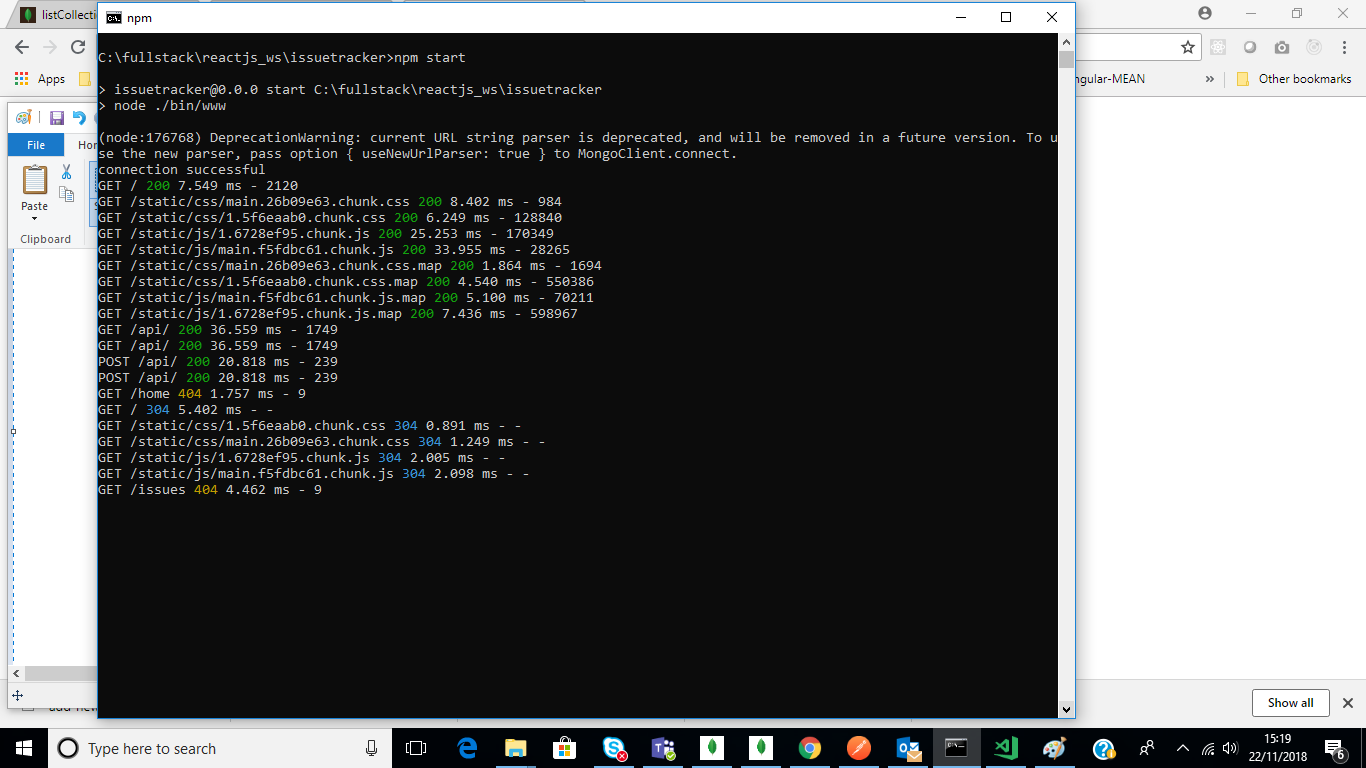 listCollecti
npm
Apps
ngular-MEAN
»
Other bookmarks
File
Hon
Paste
Clipboard
C:\fullstack\reactjs_ws\issuetracker>npm start
> issuetracker@0.0.0 start C:\fullstack\reactjs_ws\issuetracker
> node ./bin/www
(node:176768) DeprecationWarning: current URL string parser is deprecated, and will be removed in a future version. To u
se the new parser, pass option { useNewUrlParser: true } to MongoClient.connect.
connection successful
GET / 200 7.549 ms - 2120
GET /static/css/main.26b09e63.chunk.css 200 8.402 ms - 984
GET /static/css/1.5f6eaab0.chunk.css 200 6.249 ms - 128840
GET /static/js/1.6728ef95.chunk.js 200 25.253 ms - 170349
GET /static/js/main.f5fdbc61.chunk.js 200 33.955 ms - 28265
GET /static/css/main.26b09e63.chunk.css.map 200 1.864 ms - 1694
GET /static/css/1.5f6eaab0.chunk.css.map 200 4.540 ms - 550386
GET /static/js/main.f5fdbc61.chunk.js.map 200 5.100 ms - 70211
GET /static/js/1.6728ef95.chunk.js.map 200 7.436 ms - 598967
GET /api/ 200 36.559 ms - 1749
GET /api/ 200 36.559 ms - 1749
POST /api/ 200 20.818 ms - 239
POST /api/ 200 20.818 ms - 239
GET /home 404 1.757 ms - 9
GET / 304 5.402 ms - -
GET /static/css/1.5f6eaab0.chunk.css 304 0.891 ms - -
GET /static/css/main.26b09e63.chunk.css 304 1.249 ms - -
GET /static/js/1.6728ef95.chunk.js 304 2.005 ms - -
GET /static/js/main.f5fdbc61.chunk.js 304 2.098 ms - -
GET /issues 404 4.462 ms - 9
Show all
Type here to search
15:19
22/11/2018
6